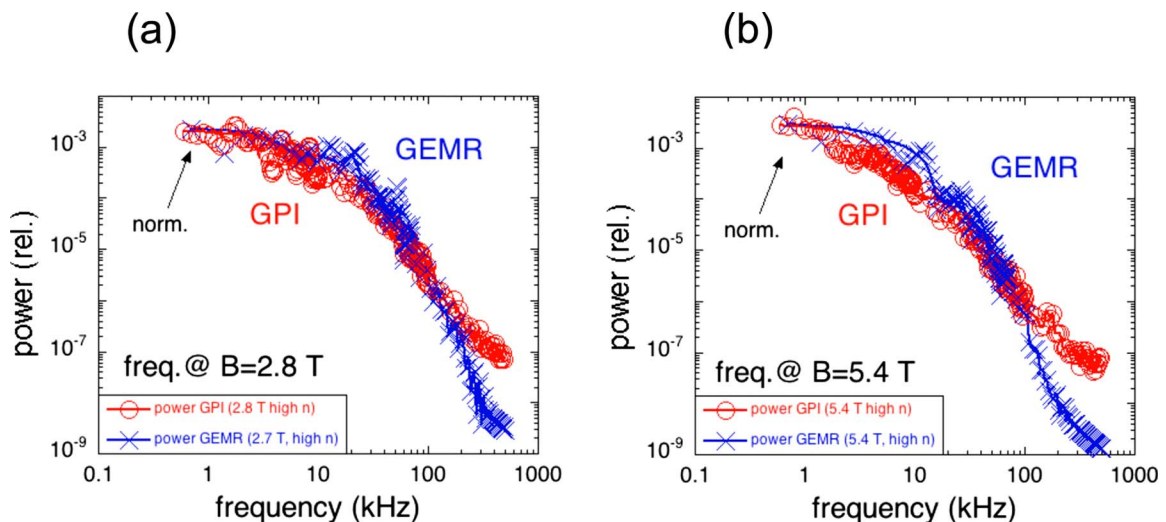 (a)
10^-3
10^-5
10^-7
10^-9
power (rel.)
GEMR
GPI
norm.
freq.@ B=2.8 T
power GPI (2.8 T high n)
power GEMR (2.7 T, high n)
0.1 1 10 100 1000
frequency (kHz)
(b)
10^-3
10^-5
10^-7
10^-9
power (rel.)
GEMR
GPI
norm.
freq.@ B=5.4 T
power GPI (5.4 T high n)
power GEMR (5.4 T, high n)
0.1 1 10 100 1000
frequency (kHz)